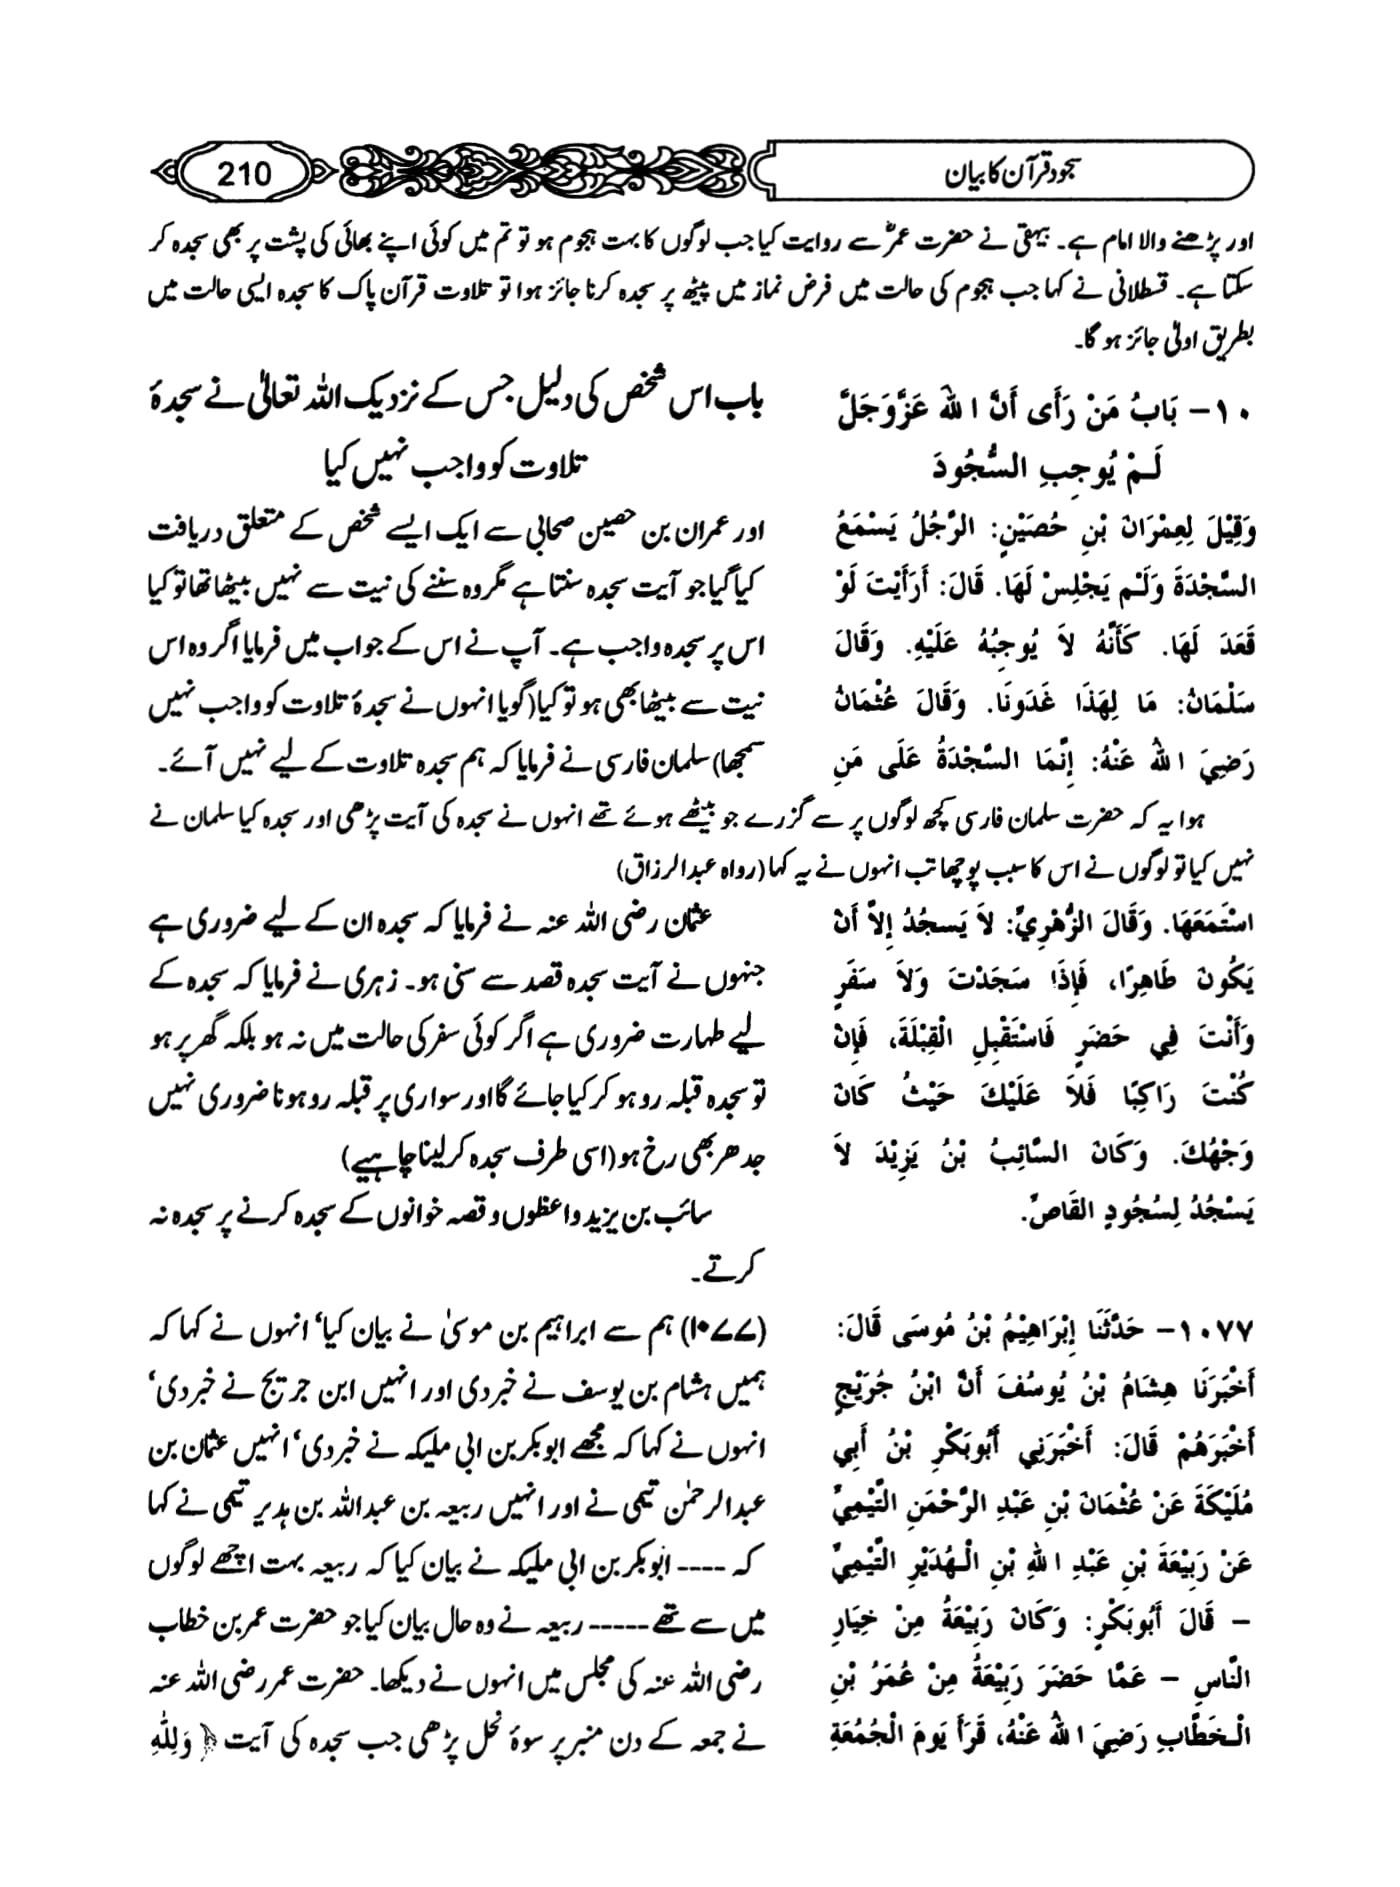 سجود قرآن کا بیان
210
اور پڑھنے والا امام ہے۔ بیہقی نے حضرت عمرؓ سے روایت کیا جب لوگوں کا بہت ہجوم ہو تو تم میں کوئی اپنے بھائی کی پشت پر بھی سجدہ کر
سکتا ہے۔ قسطلانی نے کہا جب ہجوم کی حالت میں فرض نماز میں پیٹھ پر سجدہ کرنا جائز ہوا تو تلاوت قرآن پاک کا سجدہ ایسی حالت میں
بطریق اولیٰ جائز ہو گا۔
١٠- بَابُ مَنْ رَأَى أَنَّ اللهَ عَزَّوَجَلَّ
لَـمْ يُوجِبِ السُّجُودَ
وَقِيْلَ لِعِمْرَانَ بْنِ حُصَيْنٍ: الرَّجُلُ يَسْمَعُ
السَّجْدَةَ وَلَـم يَجْلِسْ لَهَا. قَالَ: أَرَأَيْتَ لَوْ
قَعَدَ لَهَا. كَأَنَّهُ لاَ يُوجِبُهُ عَلَيْهِ. وَقَالَ
سَلْمَانُ: مَا لِهَذَا غَدَونَا. وَقَالَ عُثْمَانُ
رَضِيَ اللهُ عَنْهُ: إِنَّمَا السَّجْدَةُ عَلَى مَنِ
باب اس شخص کی دلیل جس کے نزدیک اللہ تعالیٰ نے سجدۂ
تلاوت کو واجب نہیں کیا
اور عمران بن حصین صحابی سے ایک ایسے شخص کے متعلق دریافت
کیا گیا جو آیت سجدہ سنتا ہے مگر وہ سننے کی نیت سے نہیں بیٹھا تھا تو کیا
اس پر سجدہ واجب ہے۔ آپ نے اس کے جواب میں فرمایا اگر وہ اس
نیت سے بیٹھا بھی ہو تو کیا (گویا انہوں نے سجدۂ تلاوت کو واجب نہیں
سمجھا) سلمان فارسی نے فرمایا کہ ہم سجدہ تلاوت کے لیے نہیں آئے۔
ہوا یہ کہ حضرت سلمان فارسی کچھ لوگوں پر سے گزرے جو بیٹھے ہوئے تھے انہوں نے سجدہ کی آیت پڑھی اور سجدہ کیا سلمان نے
نہیں کیا تو لوگوں نے اس کا سبب پوچھا تب انہوں نے یہ کہا (رواہ عبدالرزاق)
اسْتَمَعَهَا. وَقَالَ الزُّهْرِيُّ: لاَ يَسجُدُ إِلاَّ أَنْ
يَكُونَ طَاهِرًا، فَإِذَا سَجَدْتَ وَلاَ سَفَرٍ
وَأَنْتَ فِي حَضَرٍ فَاسْتَقْبِلِ الْقِبْلَةَ، فَإِنْ
كُنْتَ رَاكِبًا فَلاَ عَلَيْكَ حَيْثُ كَانَ
وَجْهُكَ. وَكَانَ السَّائِبُ بْنُ يَزِيْدَ لاَ
يَسْجُدُ لِسُجُودِ القَاصِّ.
عثمان رضی اللہ عنہ نے فرمایا کہ سجدہ ان کے لیے ضروری ہے
جنہوں نے آیت سجدہ قصد سے سنی ہو۔ زہری نے فرمایا کہ سجدہ کے
لیے طہارت ضروری ہے اگر کوئی سفر کی حالت میں نہ ہو بلکہ گھر پر ہو
تو سجدہ قبلہ رو ہو کر کیا جائے گا اور سواری پر قبلہ رو ہونا ضروری نہیں
جدھر بھی رخ ہو (اسی طرف سجدہ کر لینا چاہیے)
سائب بن یزید واعظوں و قصہ خوانوں کے سجدہ کرنے پر سجدہ نہ
کرتے۔
١٠٧٧- حَدَّثَنَا إِبْرَاهِيْمُ بْنُ مُوسَى قَالَ:
أَخْبَرَنَا هِشَامُ بْنُ يُوسُفَ أَنَّ ابْنُ جُرَيْجٍ
أَخْبَرَهُمْ قَالَ: أَخْبَرَنِي أَبُوبَكْرِ بْنُ أَبِي
مُلَيْكَةَ عَنْ عُثْمَانَ بْنِ عَبْدِ الرَّحْمَنِ التَّيْمِيِّ
عَنْ رَبِيْعَةَ بْنِ عَبْدِ اللهِ بْنِ الْـهُدَيْرِ التَّيْمِيِّ
– قَالَ أَبُوبَكْرٍ: وَكَانَ رَبِيْعَةُ مِنْ خِيَارِ
النَّاسِ – عَمَّا حَضَرَ رَبِيْعَةُ مِنْ عُمَرُ بْنِ
الْـخَطَّابِ رَضِيَ اللهُ عَنْهُ، قَرَأَ يَومَ الْجُمُعَةِ
(۱۰۷۷) ہم سے ابراہیم بن موسیٰ نے بیان کیا‘ انہوں نے کہا کہ
ہمیں ہشام بن یوسف نے خبر دی اور انہیں ابن جریج نے خبر دی‘
انہوں نے کہا کہ مجھے ابوبکر بن ابی ملیکہ نے خبر دی‘ انہیں عثمان بن
عبدالرحمٰن تیمی نے اور انہیں ربیعہ بن عبداللہ بن ہدیر تیمی نے کہا
کہ ---- ابوبکر بن ابی ملیکہ نے بیان کیا کہ ربیعہ بہت اچھے لوگوں
میں سے تھے ----- ربیعہ نے وہ حال بیان کیا جو حضرت عمر بن خطاب
رضی اللہ عنہ کی مجلس میں انہوں نے دیکھا۔ حضرت عمر رضی اللہ عنہ
نے جمعہ کے دن منبر پر سوۂ نحل پڑھی جب سجدہ کی آیت ﴿ وَلِلّٰهِ